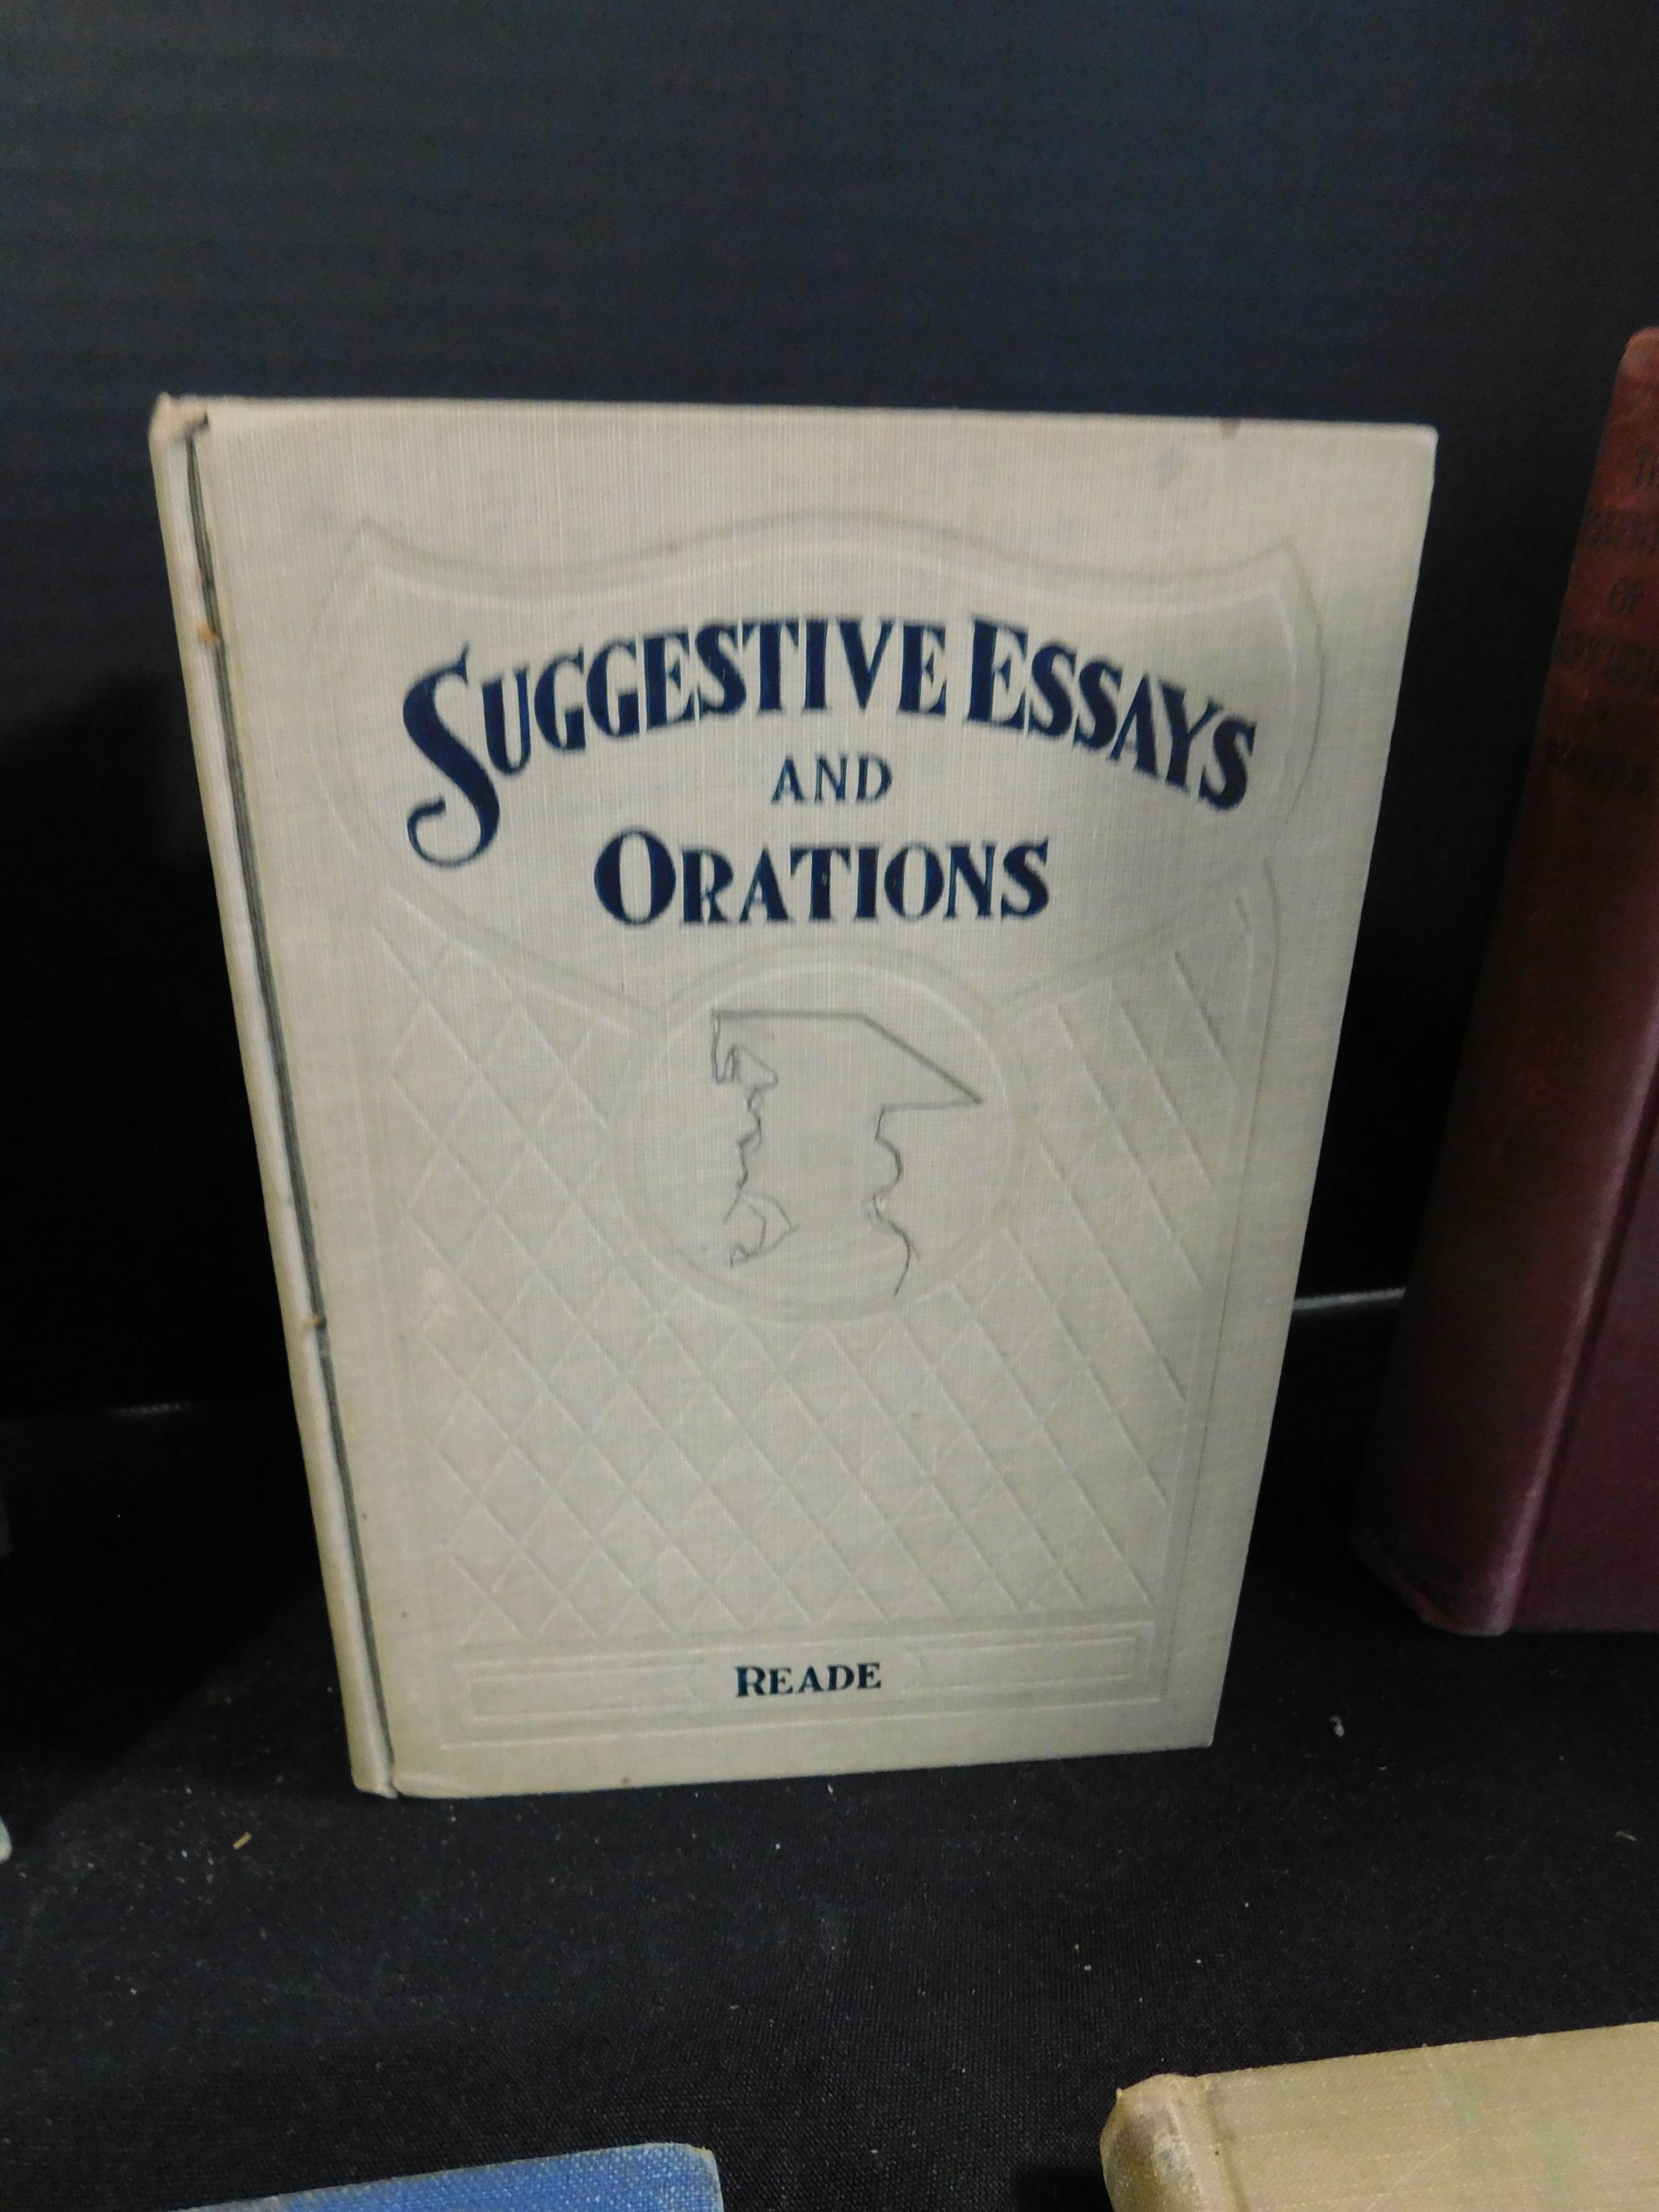 SUGGESTIVE ESSAYS
AND
ORATIONS
READE